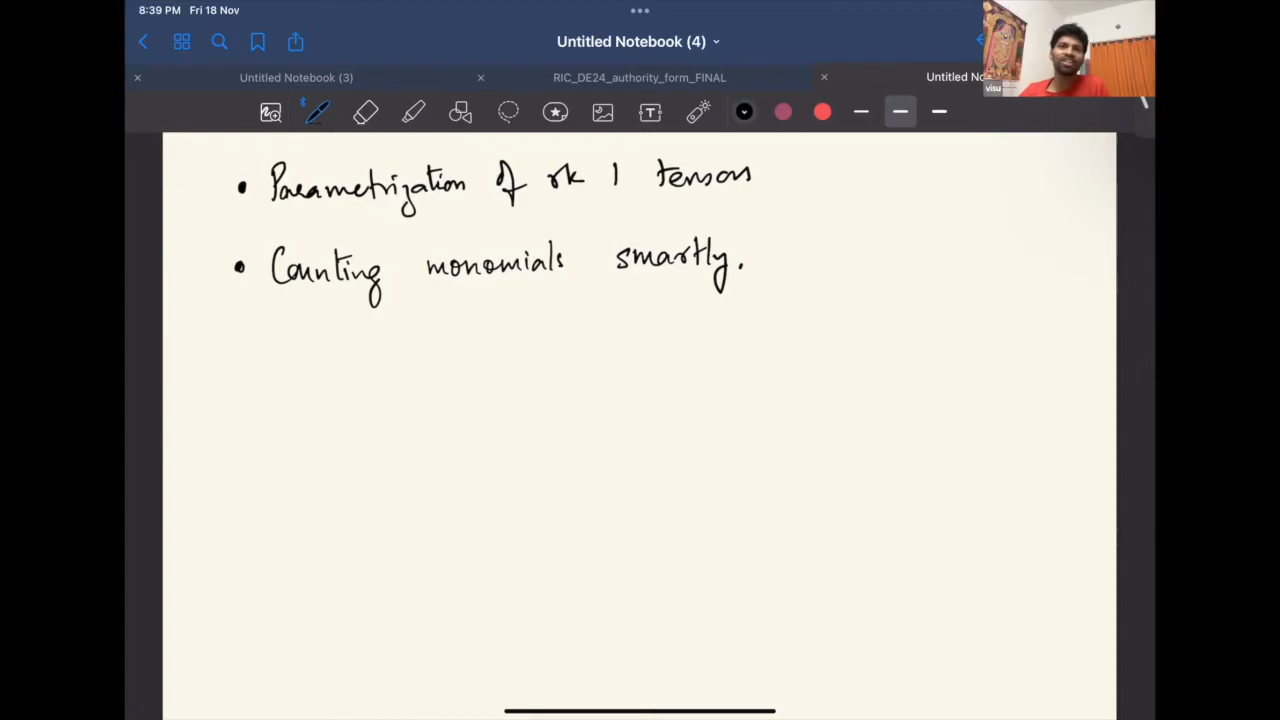 8:39 PM Fri 18 Nov
Untitled Notebook (4)
Untitled Notebook (3)
RIC_DE24_authority_form_FINAL
Untitled No
visu
• Parametrization of rk 1 tensors
• Counting monomials smartly.